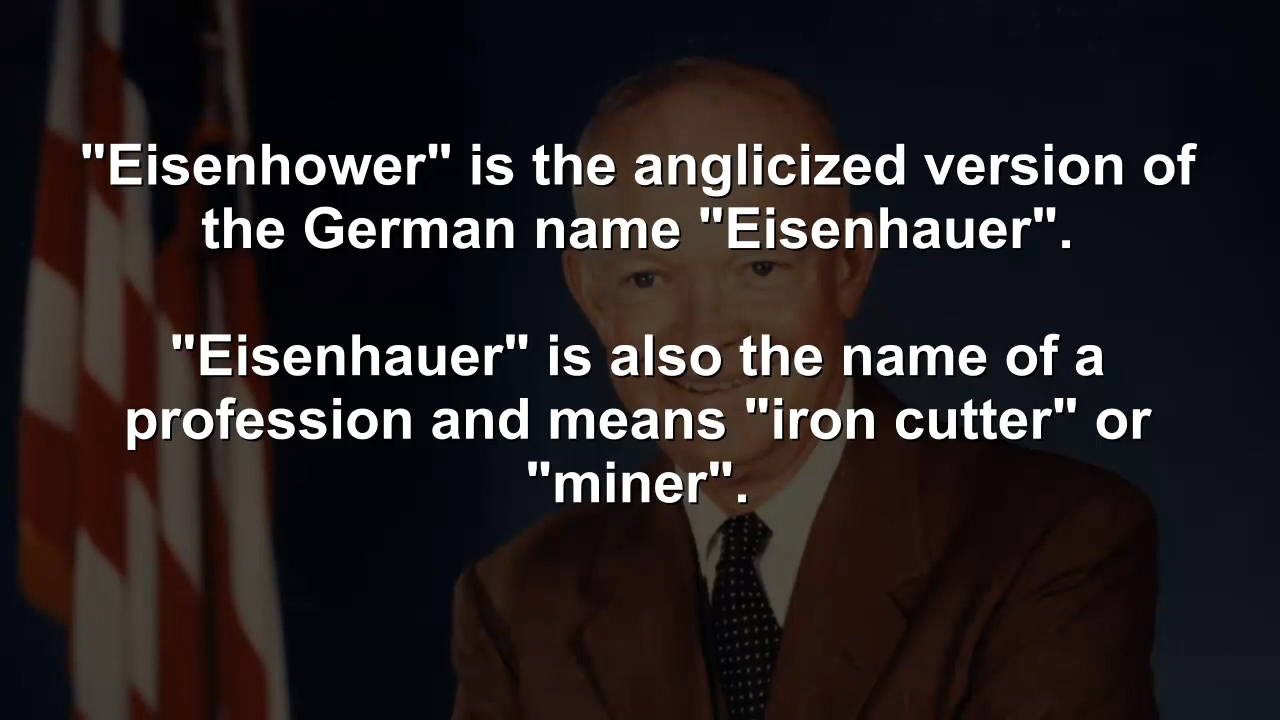 "Eisenhower" is the anglicized version of
the German name "Eisenhauer".
"Eisenhauer" is also the name of a
profession and means "iron cutter" or
"miner".